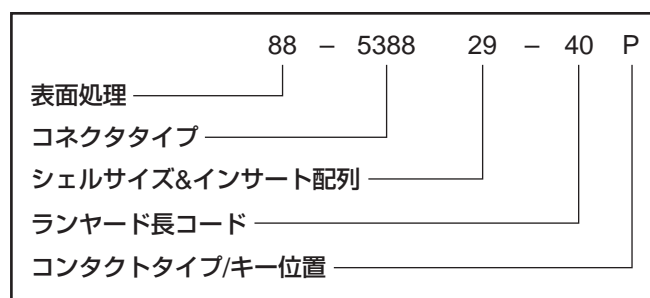 88 – 5388 29 – 40 P
表面処理
コネクタタイプ
シェルサイズ&インサート配列
ランヤード長コード
コンタクトタイプ/キー位置